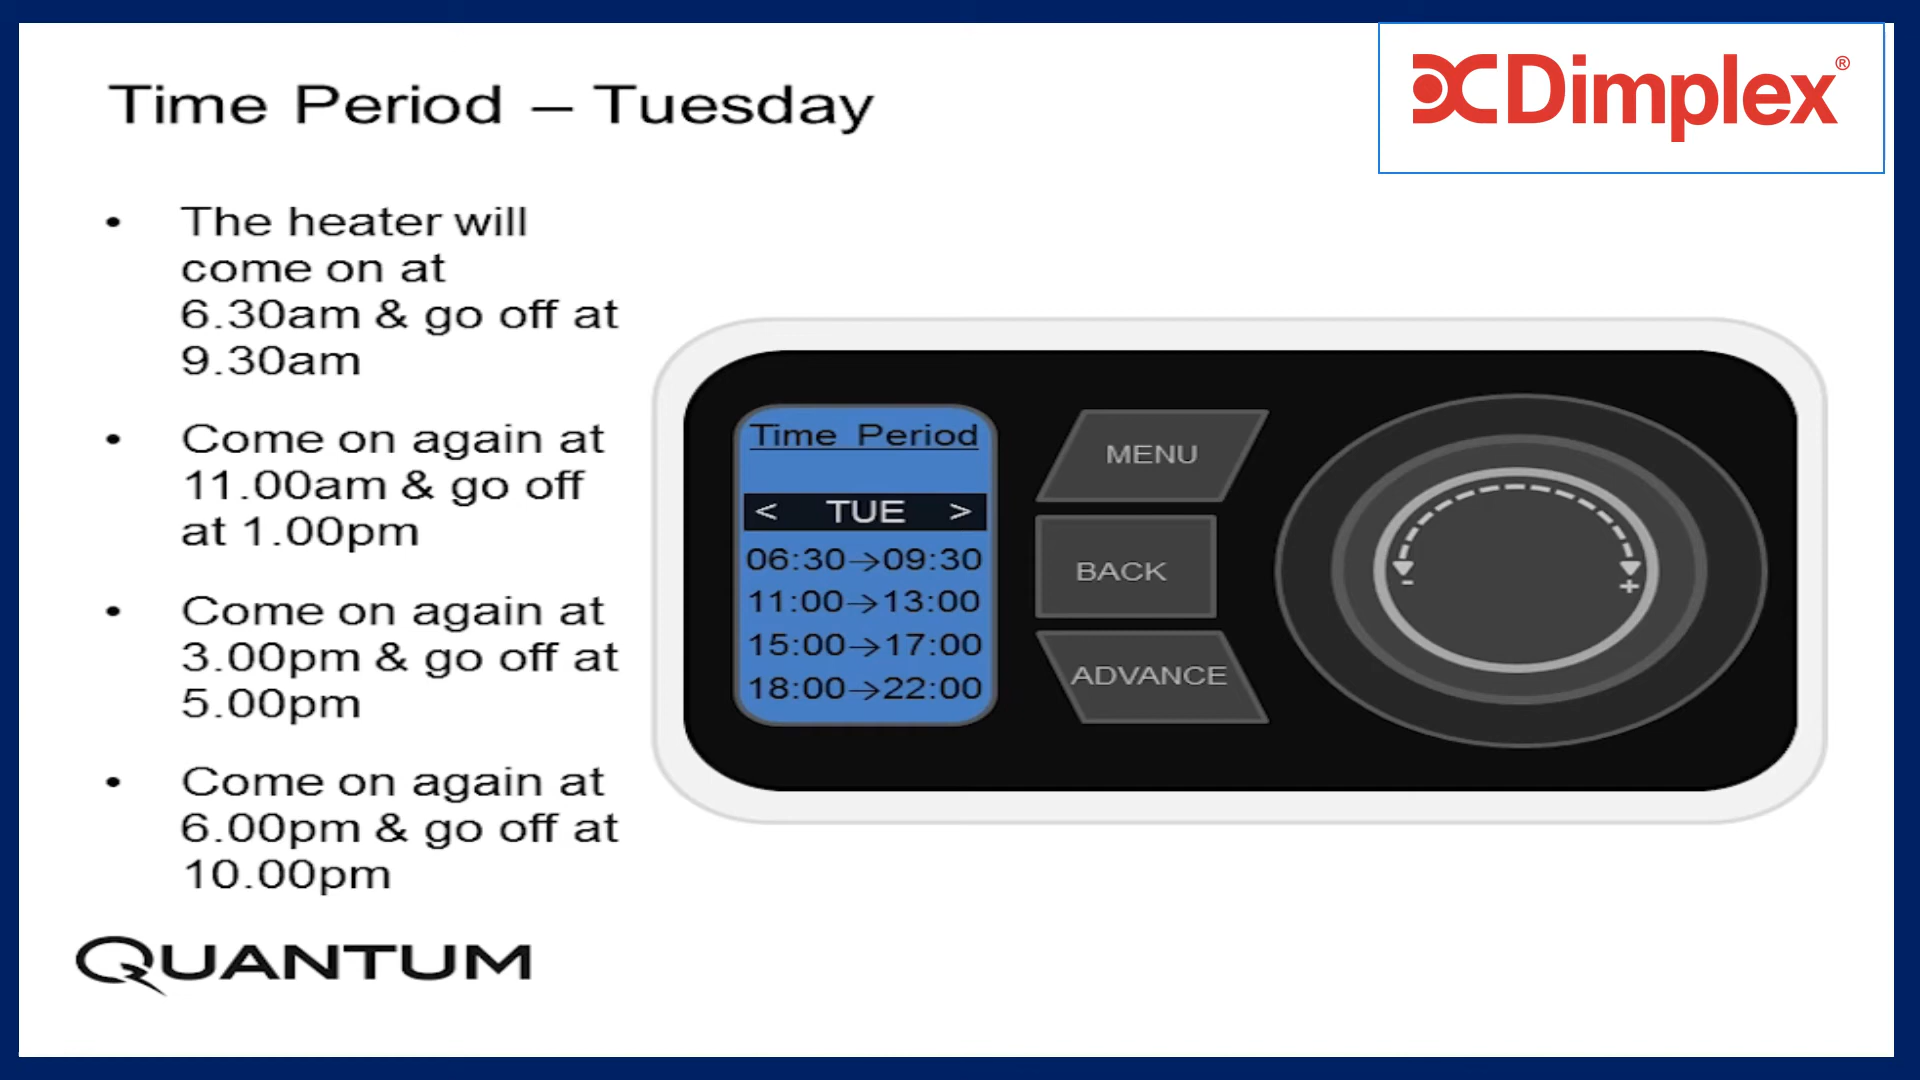 Time Period – Tuesday
Dimplex®
• The heater will
come on at
6.30am & go off at
9.30am
• Come on again at
11.00am & go off
at 1.00pm
• Come on again at
3.00pm & go off at
5.00pm
• Come on again at
6.00pm & go off at
10.00pm
Time Period
< TUE >
06:30→09:30
11:00→13:00
15:00→17:00
18:00→22:00
MENU
BACK
ADVANCE
- +
QUANTUM